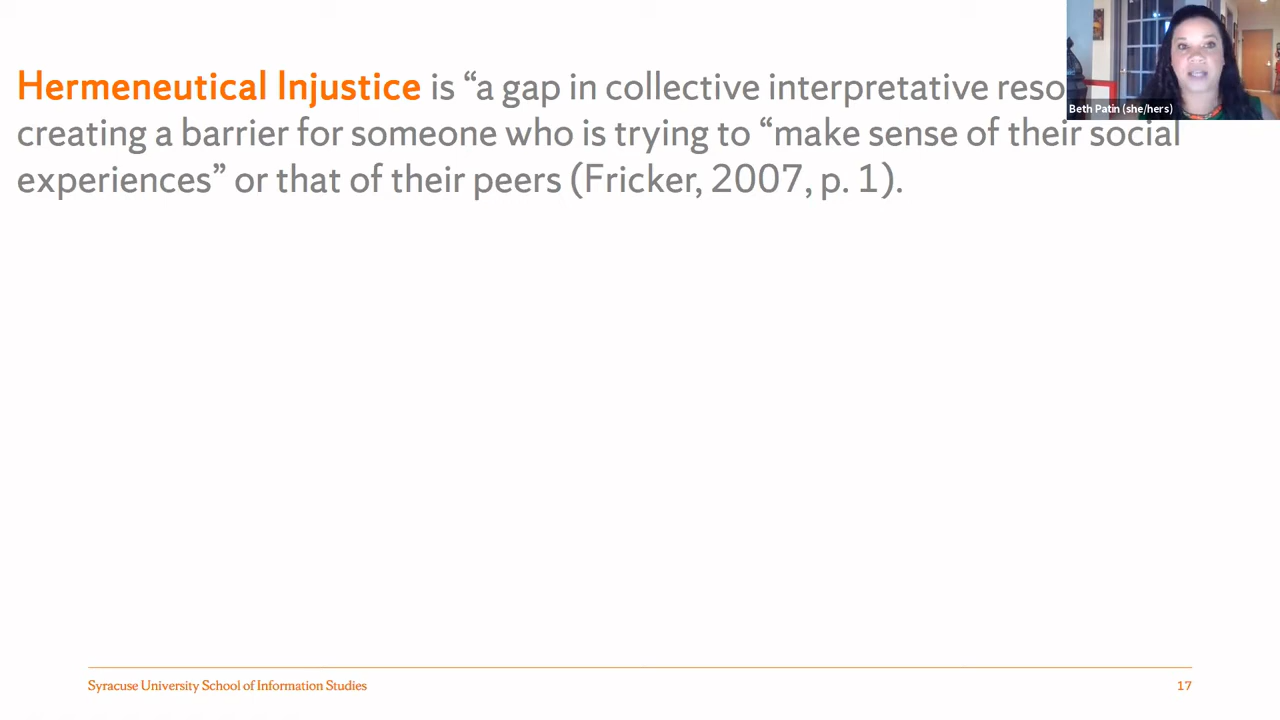 Hermeneutical Injustice is “a gap in collective interpretative
creating a barrier for someone who is trying to “make sense of their social
experiences” or that of their peers (Fricker, 2007, p. 1).
Beth Patin (she/hers)
Syracuse University School of Information Studies
17